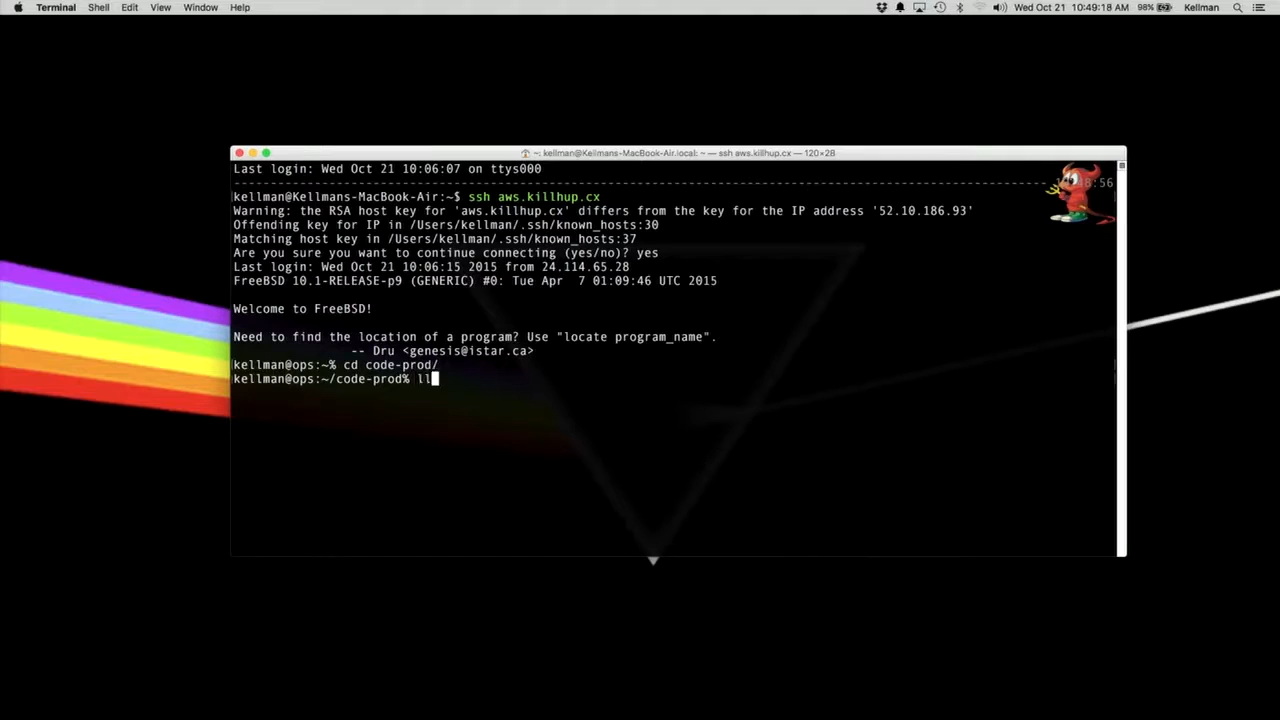 Terminal Shell Edit View Window Help Wed Oct 21 10:49:18 AM 98% Kellman
~: kellman@Kellmans-MacBook-Air.local: ~ — ssh aws.killhup.cx — 120×28
Last login: Wed Oct 21 10:06:07 on ttys000
:48:56
kellman@Kellmans-MacBook-Air:~$ ssh aws.killhup.cx
Warning: the RSA host key for 'aws.killhup.cx' differs from the key for the IP address '52.10.186.93'
Offending key for IP in /Users/kellman/.ssh/known_hosts:30
Matching host key in /Users/kellman/.ssh/known_hosts:37
Are you sure you want to continue connecting (yes/no)? yes
Last login: Wed Oct 21 10:06:15 2015 from 24.114.65.28
FreeBSD 10.1-RELEASE-p9 (GENERIC) #0: Tue Apr  7 01:09:46 UTC 2015
Welcome to FreeBSD!
Need to find the location of a program? Use "locate program_name".
-- Dru <genesis@istar.ca>
kellman@ops:~% cd code-prod/
kellman@ops:~/code-prod% ll